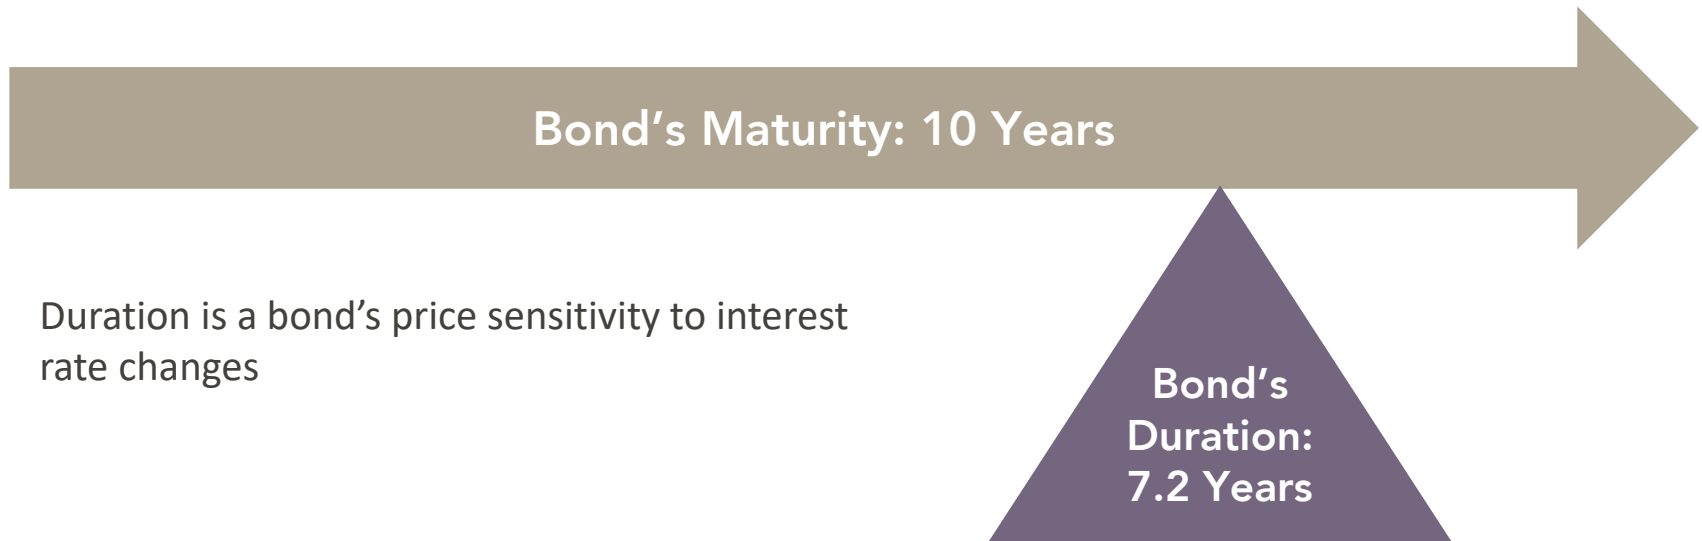 Bond’s Maturity: 10 Years
Duration is a bond’s price sensitivity to interest
rate changes
Bond’s
Duration:
7.2 Years